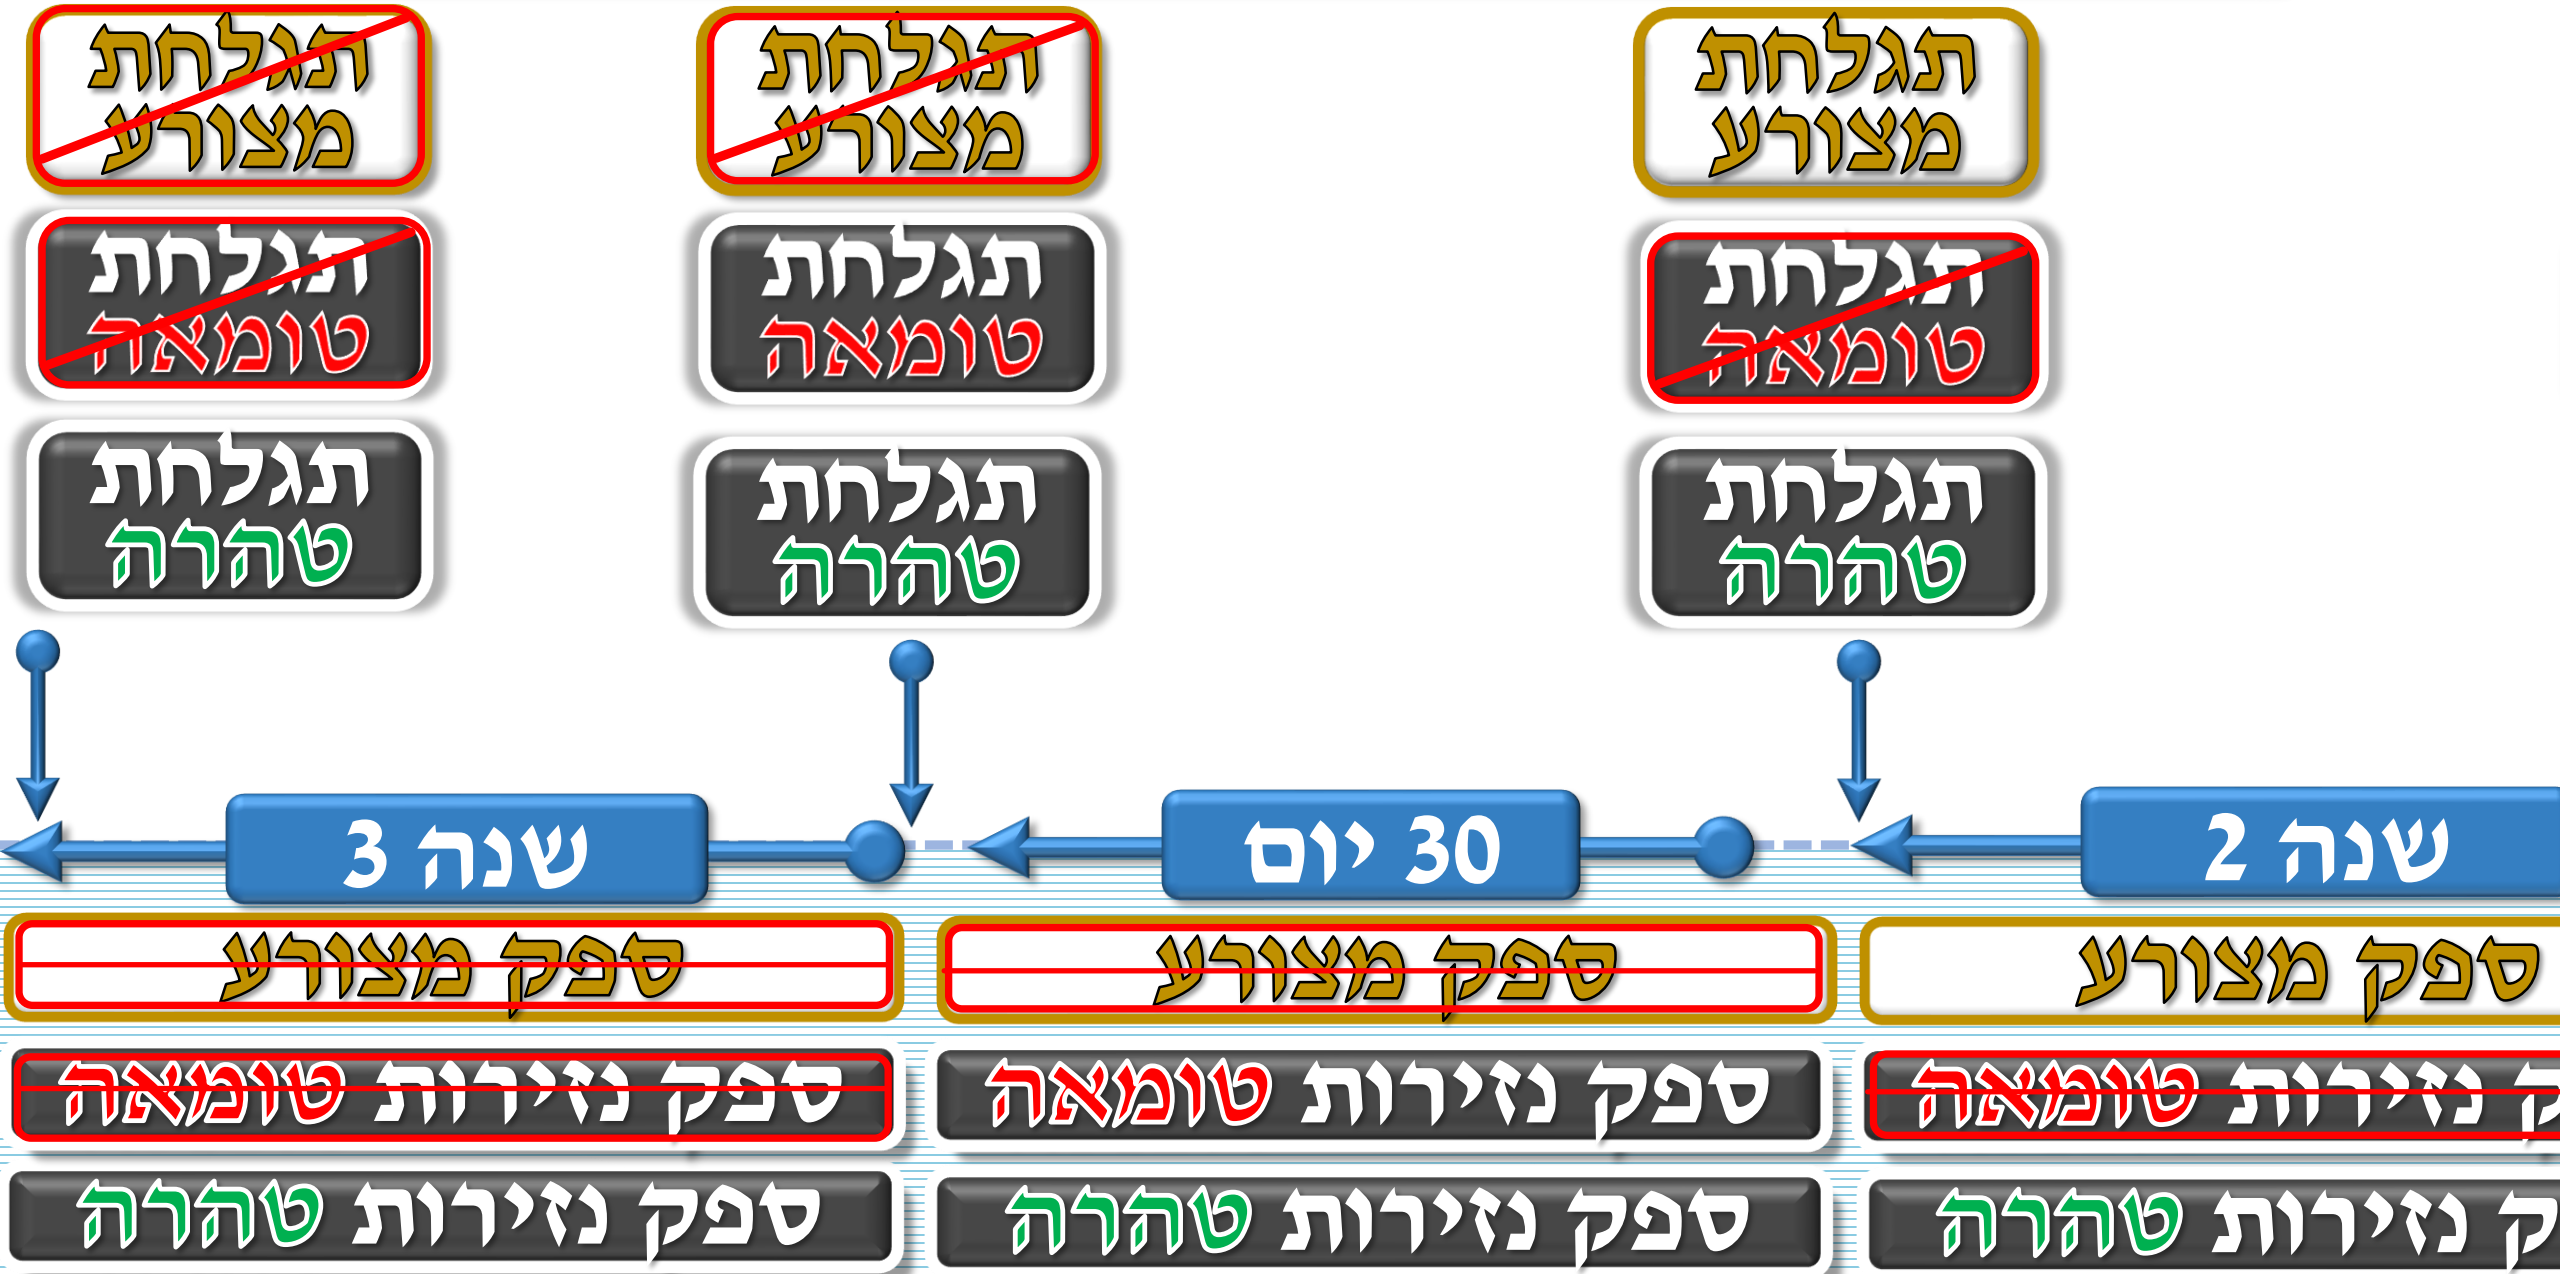 תגלחת
מצורע
תגלחת
טומאה
תגלחת
טהרה
תגלחת
מצורע
תגלחת
טומאה
תגלחת
טהרה
תגלחת
מצורע
תגלחת
טומאה
תגלחת
טהרה
שנה 2
30 יום
שנה 3
ספק מצורע
ספק מצורע
ספק מצורע
נזירות טומאה
ספק נזירות טומאה
ספק נזירות טומאה
נזירות טהרה
ספק נזירות טהרה
ספק נזירות טהרה